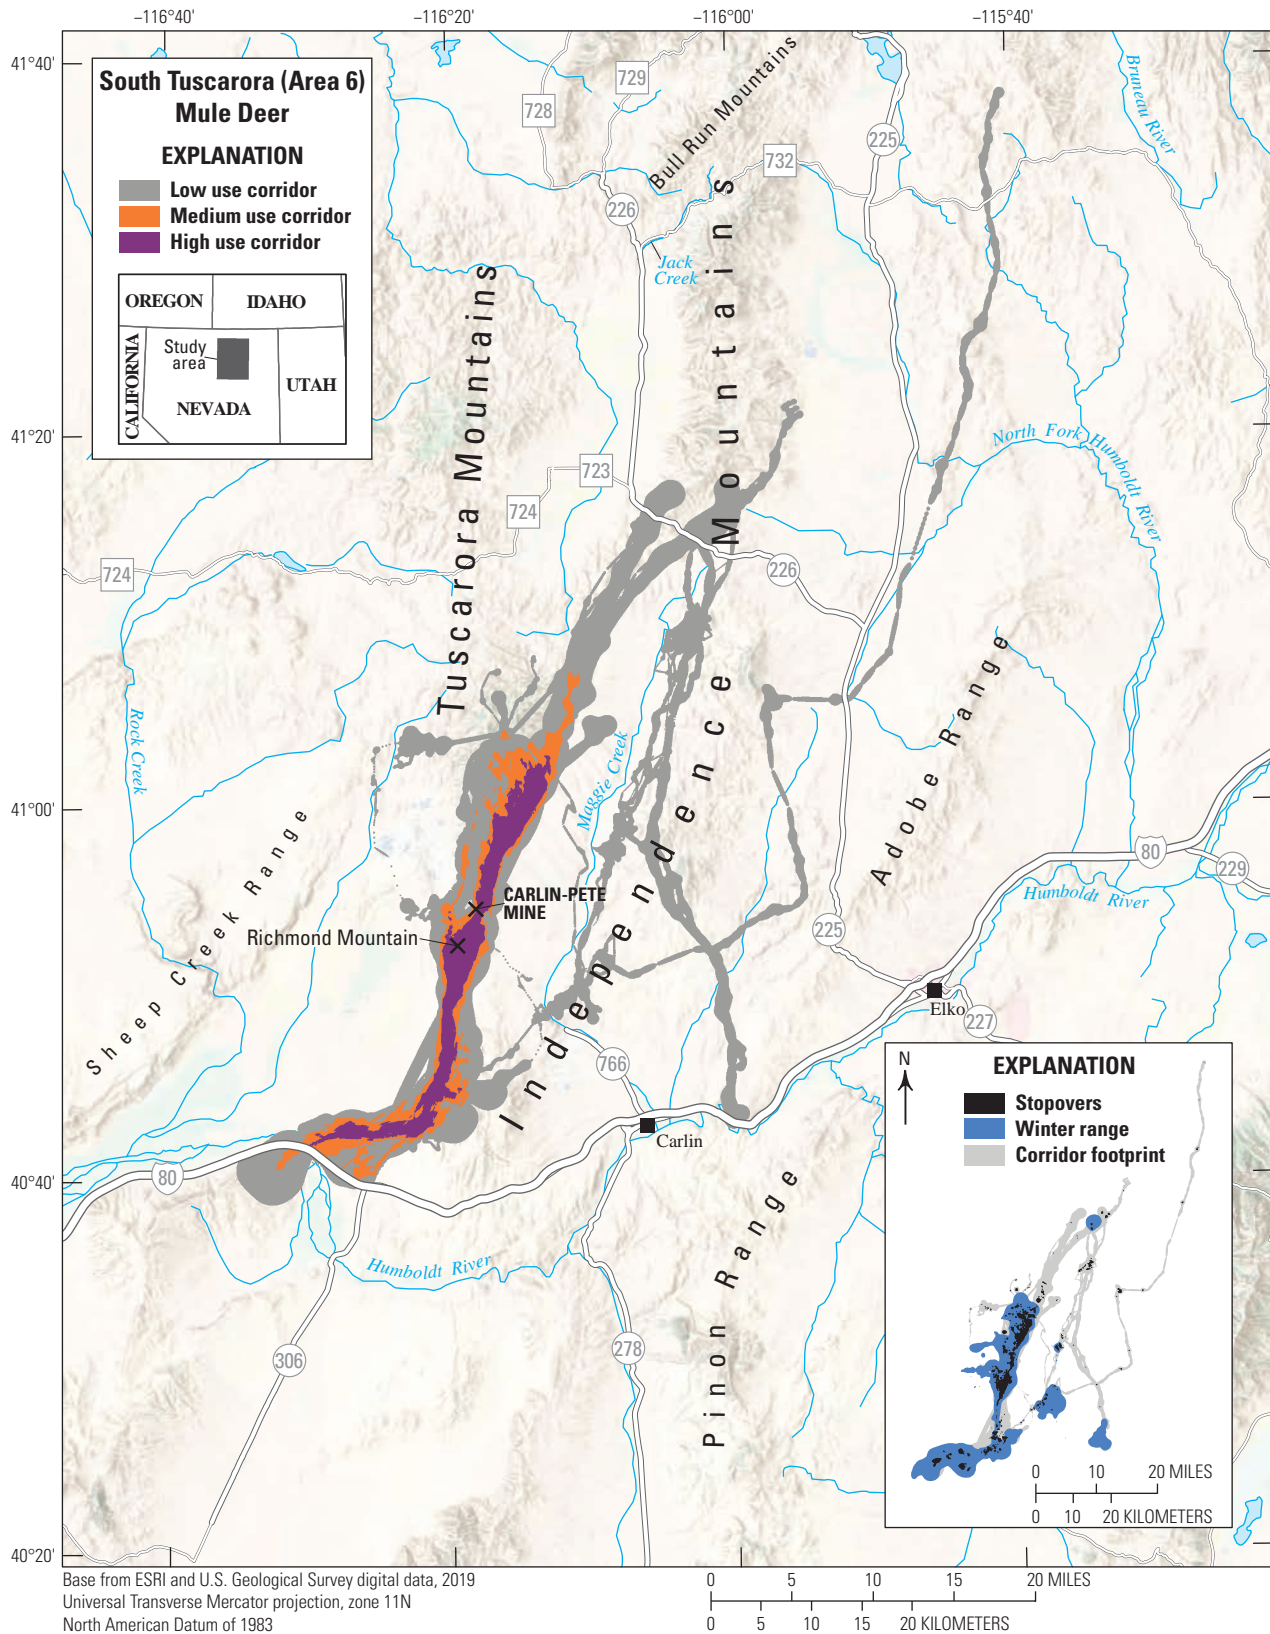 −116°40'
−116°20'
−116°00'
−115°40'
41°40'
41°20'
41°00'
40°40'
40°20'
South Tuscarora (Area 6)
Mule Deer
EXPLANATION
Low use corridor
Medium use corridor
High use corridor
OREGON
IDAHO
CALIFORNIA
Study
area
NEVADA
UTAH
729
728
Bull Run Mountains
732
225
226
Bruneau River
Jack
Creek
Tuscarora Mountains
Independence Mountains
North Fork Humboldt River
723
724
724
226
Rock Creek
Maggie Creek
Adobe Range
Sheep Creek Range
CARLIN-PETE
MINE
Richmond Mountain
80
229
Humboldt River
225
Elko
227
766
Carlin
80
Humboldt River
Pinon Range
306
278
N
EXPLANATION
Stopovers
Winter range
Corridor footprint
0 10 20 MILES
0 10 20 KILOMETERS
Base from ESRI and U.S. Geological Survey digital data, 2019
Universal Transverse Mercator projection, zone 11N
North American Datum of 1983
0 5 10 15 20 MILES
0 5 10 15 20 KILOMETERS